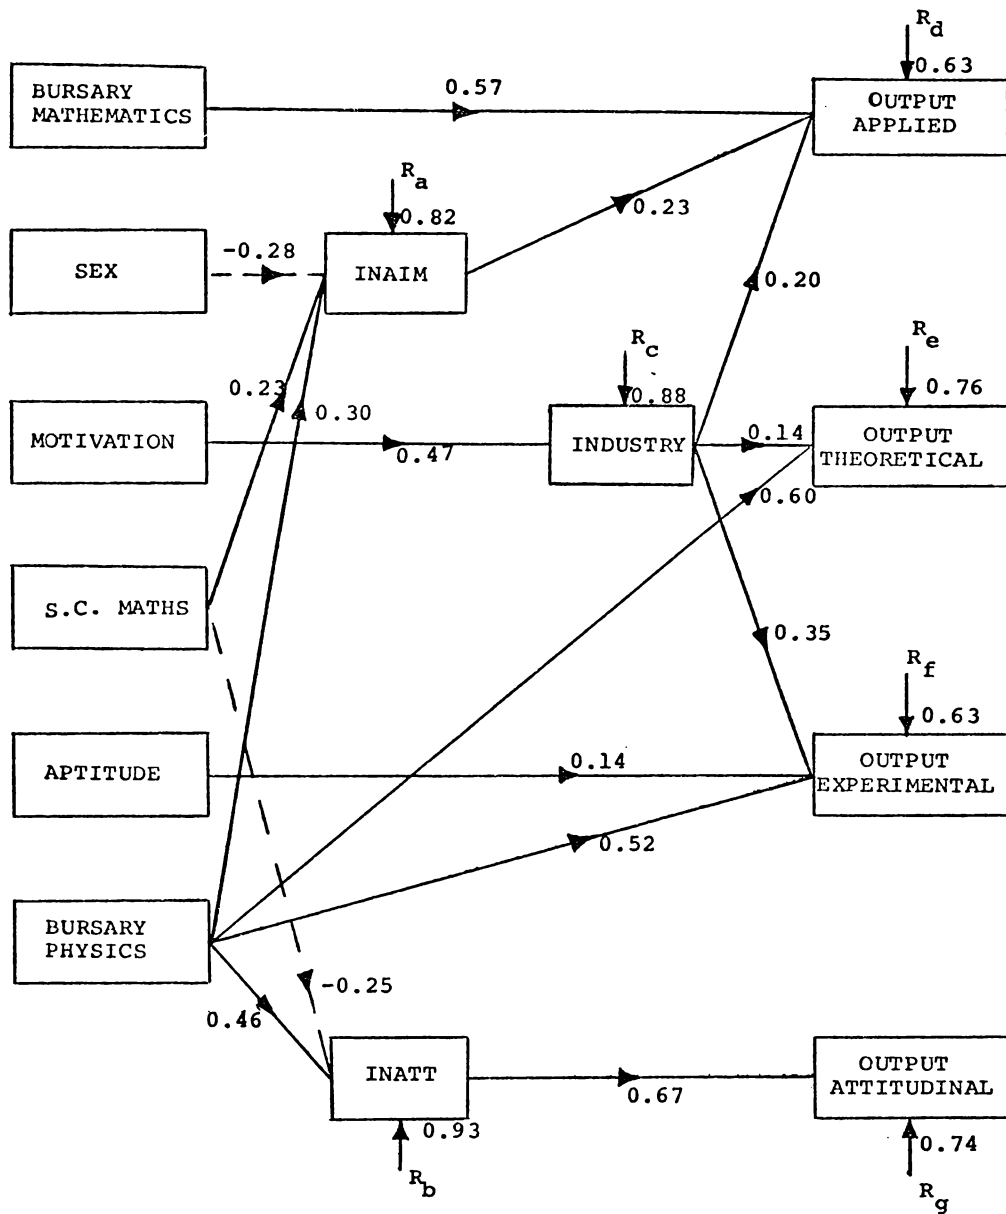 R
d
0.63
BURSARY
MATHEMATICS
0.57
OUTPUT
APPLIED
R
a
0.82
0.23
SEX
-0.28
INAIM
0.20
R
c
0.88
R
e
0.76
0.23
0.30
MOTIVATION
0.47
INDUSTRY
0.14
OUTPUT
THEORETICAL
0.60
S.C. MATHS
0.35
R
f
0.63
APTITUDE
0.14
OUTPUT
EXPERIMENTAL
0.52
BURSARY
PHYSICS
-0.25
0.46
INATT
0.67
OUTPUT
ATTITUDINAL
0.93
R
b
0.74
R
g